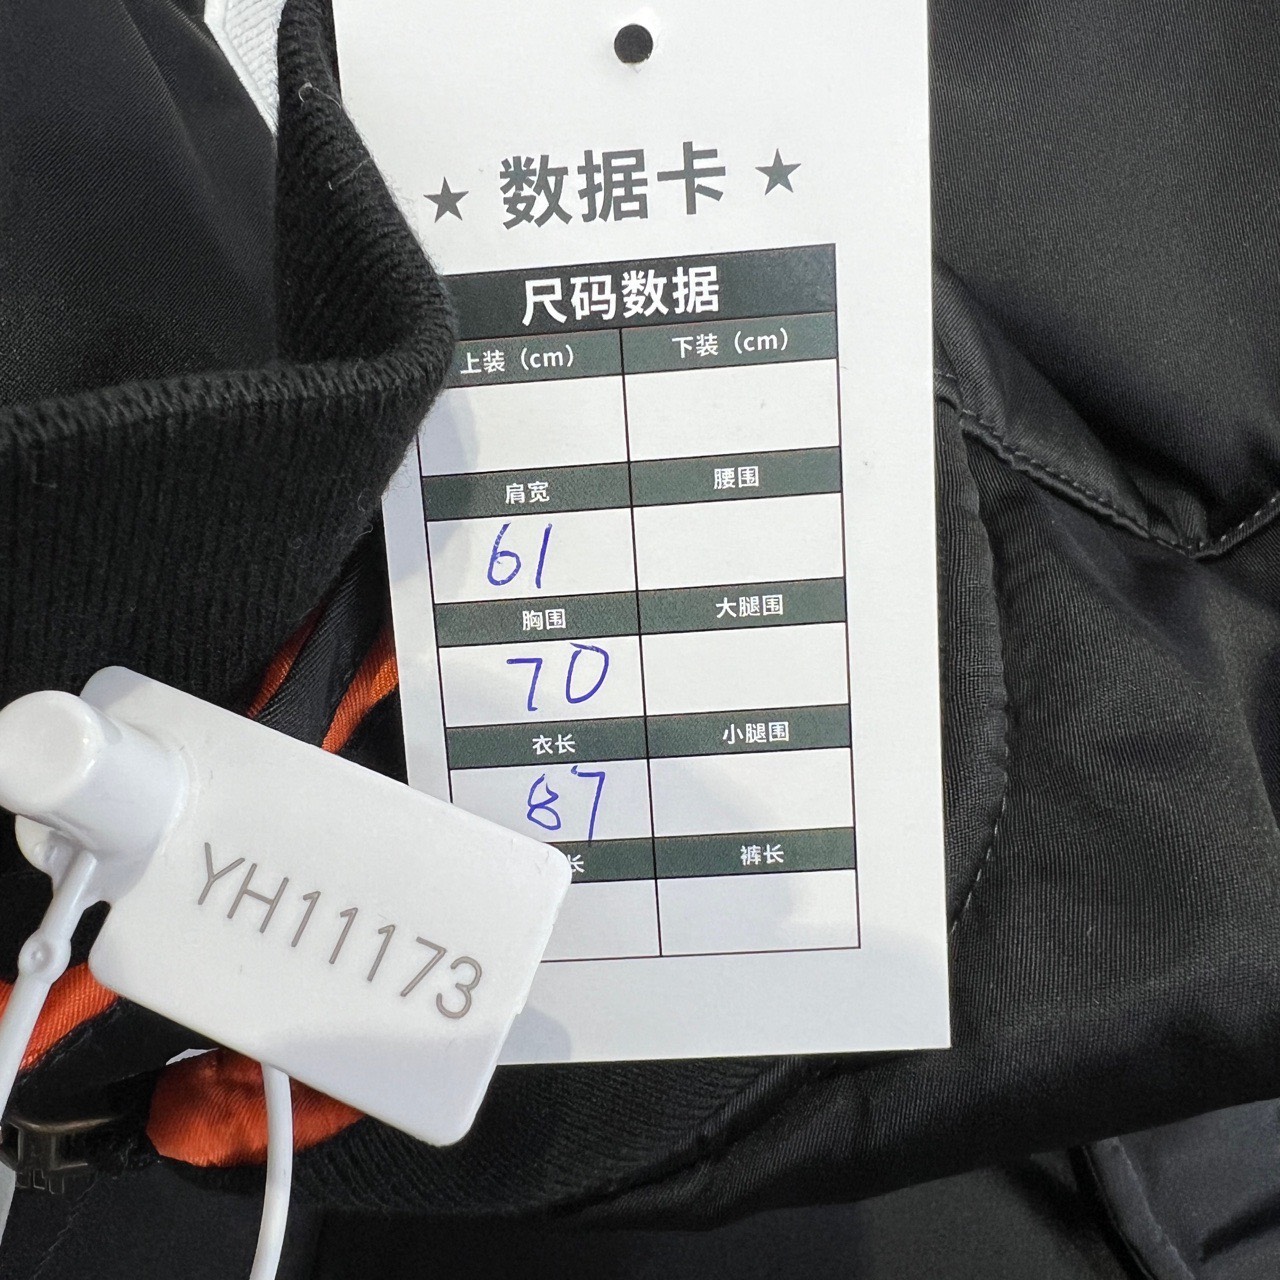 ★ 数据卡 ★
尺码数据
上装（cm） 下装（cm）
肩宽 腰围
61
胸围 大腿围
70
衣长 小腿围
87
长 裤长
YH11173